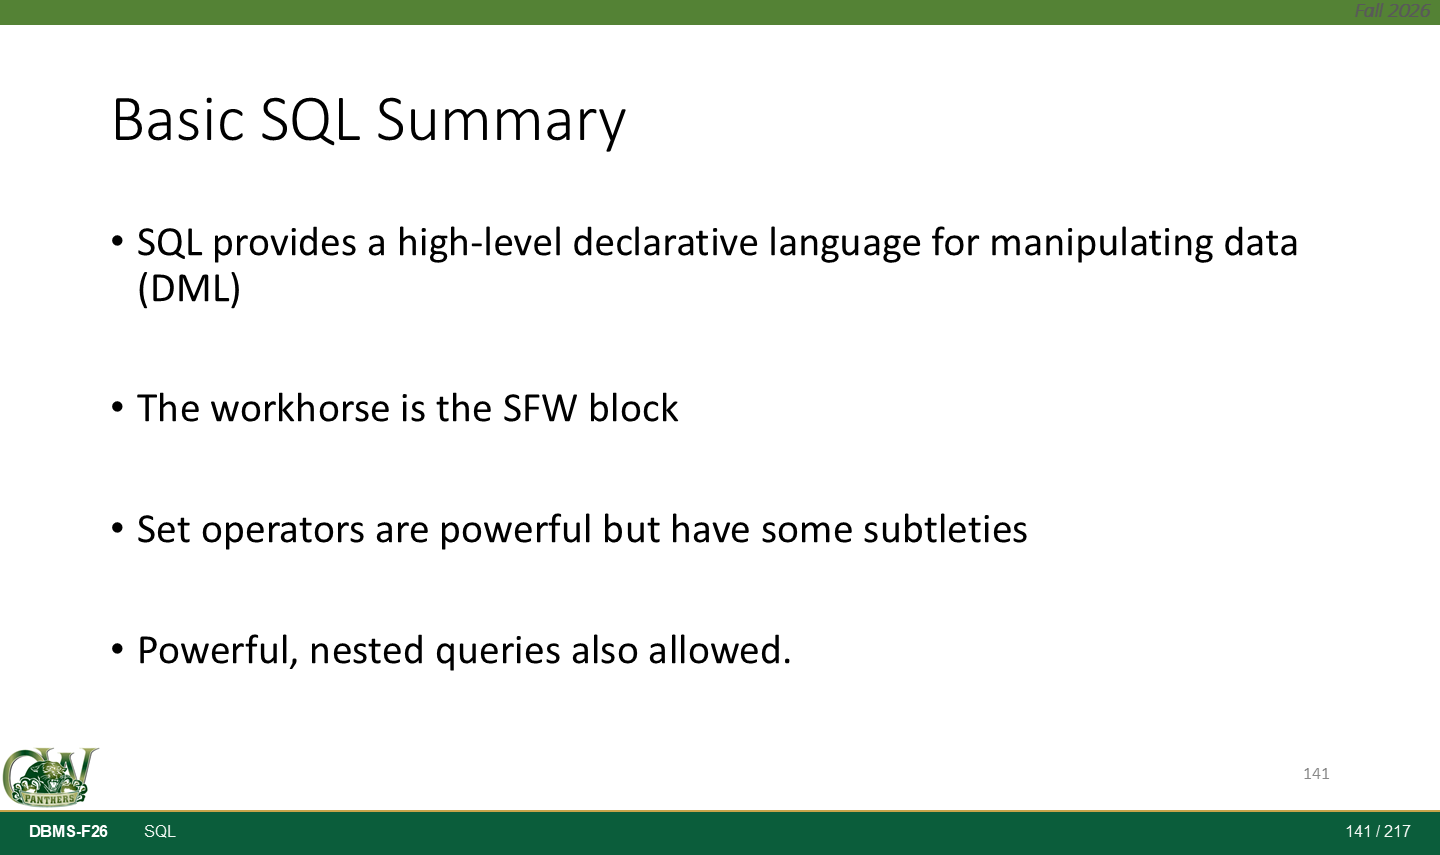 Fall 2026
Basic SQL Summary
• SQL provides a high-level declarative language for manipulating data
(DML)
• The workhorse is the SFW block
• Set operators are powerful but have some subtleties
• Powerful, nested queries also allowed.
OW
PANTHERS
141
DBMS-F26 SQL 141 / 217